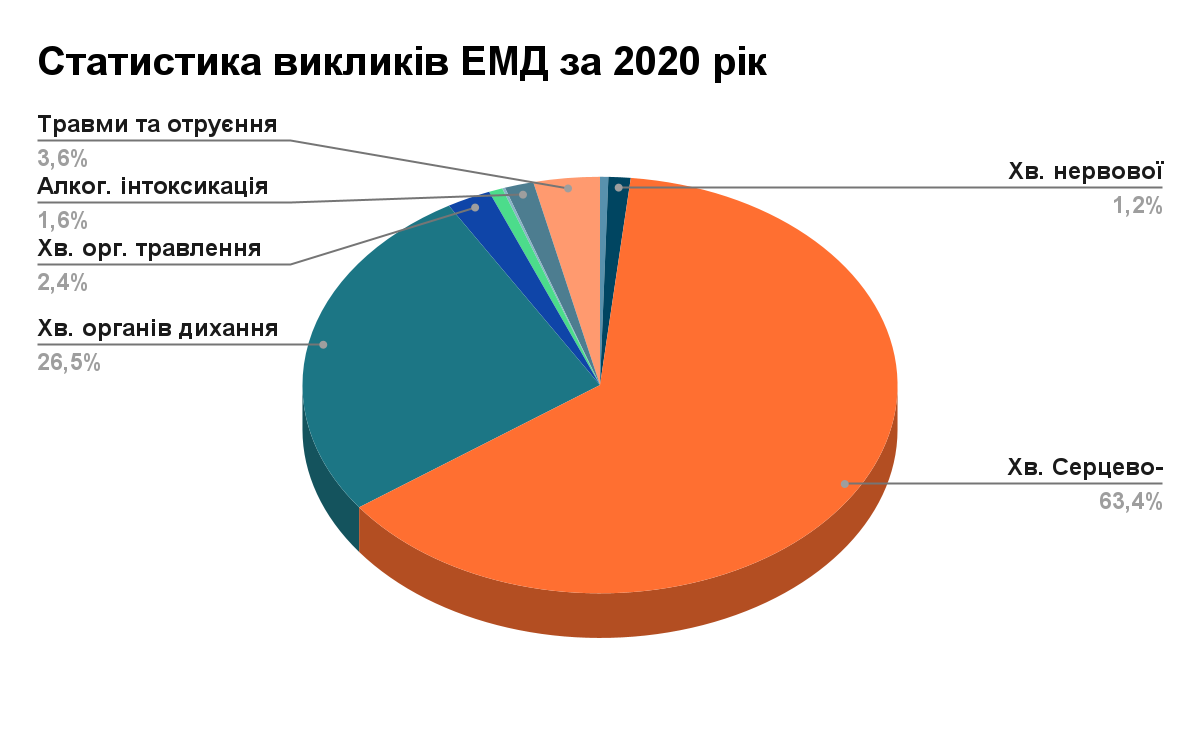 Статистика викликів ЕМД за 2020 рік
Травми та отруєння
3,6%
Алког. інтоксикація
1,6%
Хв. орг. травлення
2,4%
Хв. органів дихання
26,5%
Хв. нервової
1,2%
Хв. Серцево-
63,4%